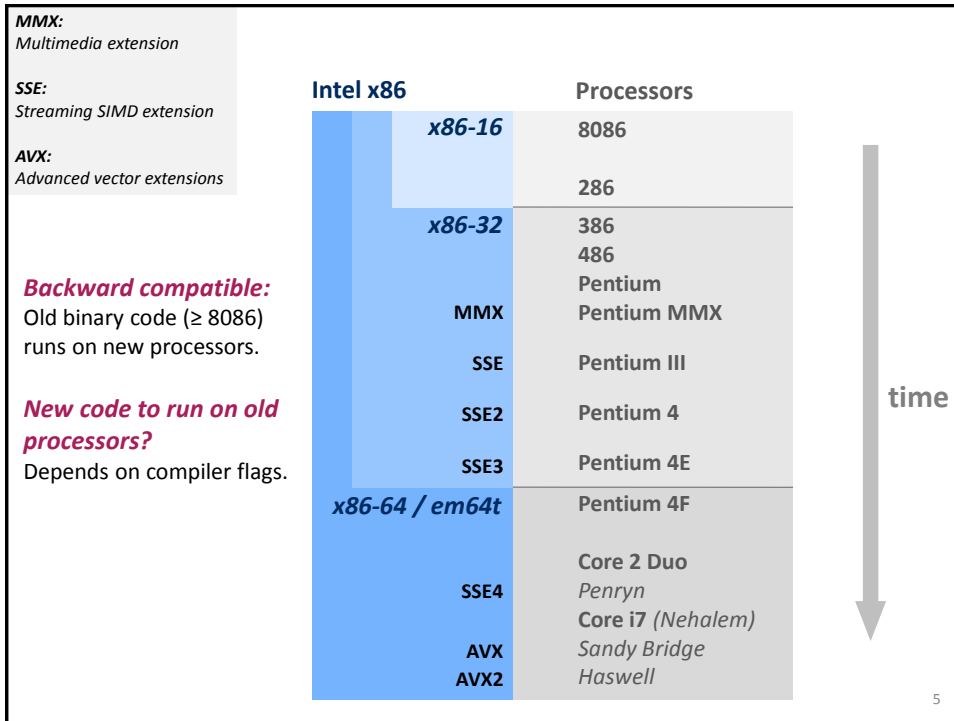 MMX:
Multimedia extension
SSE:
Streaming SIMD extension
AVX:
Advanced vector extensions
Backward compatible:
Old binary code (≥ 8086)
runs on new processors.
New code to run on old
processors?
Depends on compiler flags.
Intel x86 Processors
x86-16 8086
286
x86-32 386
486
Pentium
MMX Pentium MMX
SSE Pentium III
SSE2 Pentium 4
SSE3 Pentium 4E
x86-64 / em64t Pentium 4F
Core 2 Duo
SSE4 Penryn
Core i7 (Nehalem)
AVX Sandy Bridge
AVX2 Haswell
time
5